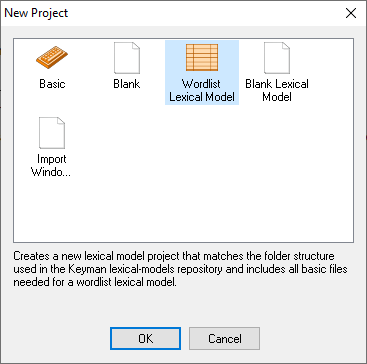 New Project
Basic
Blank
Wordlist
Lexical Model
Blank Lexical
Model
Import
Windo...
Creates a new lexical model project that matches the folder structure
used in the Keyman lexical-models repository and includes all basic files
needed for a wordlist lexical model.
OK
Cancel